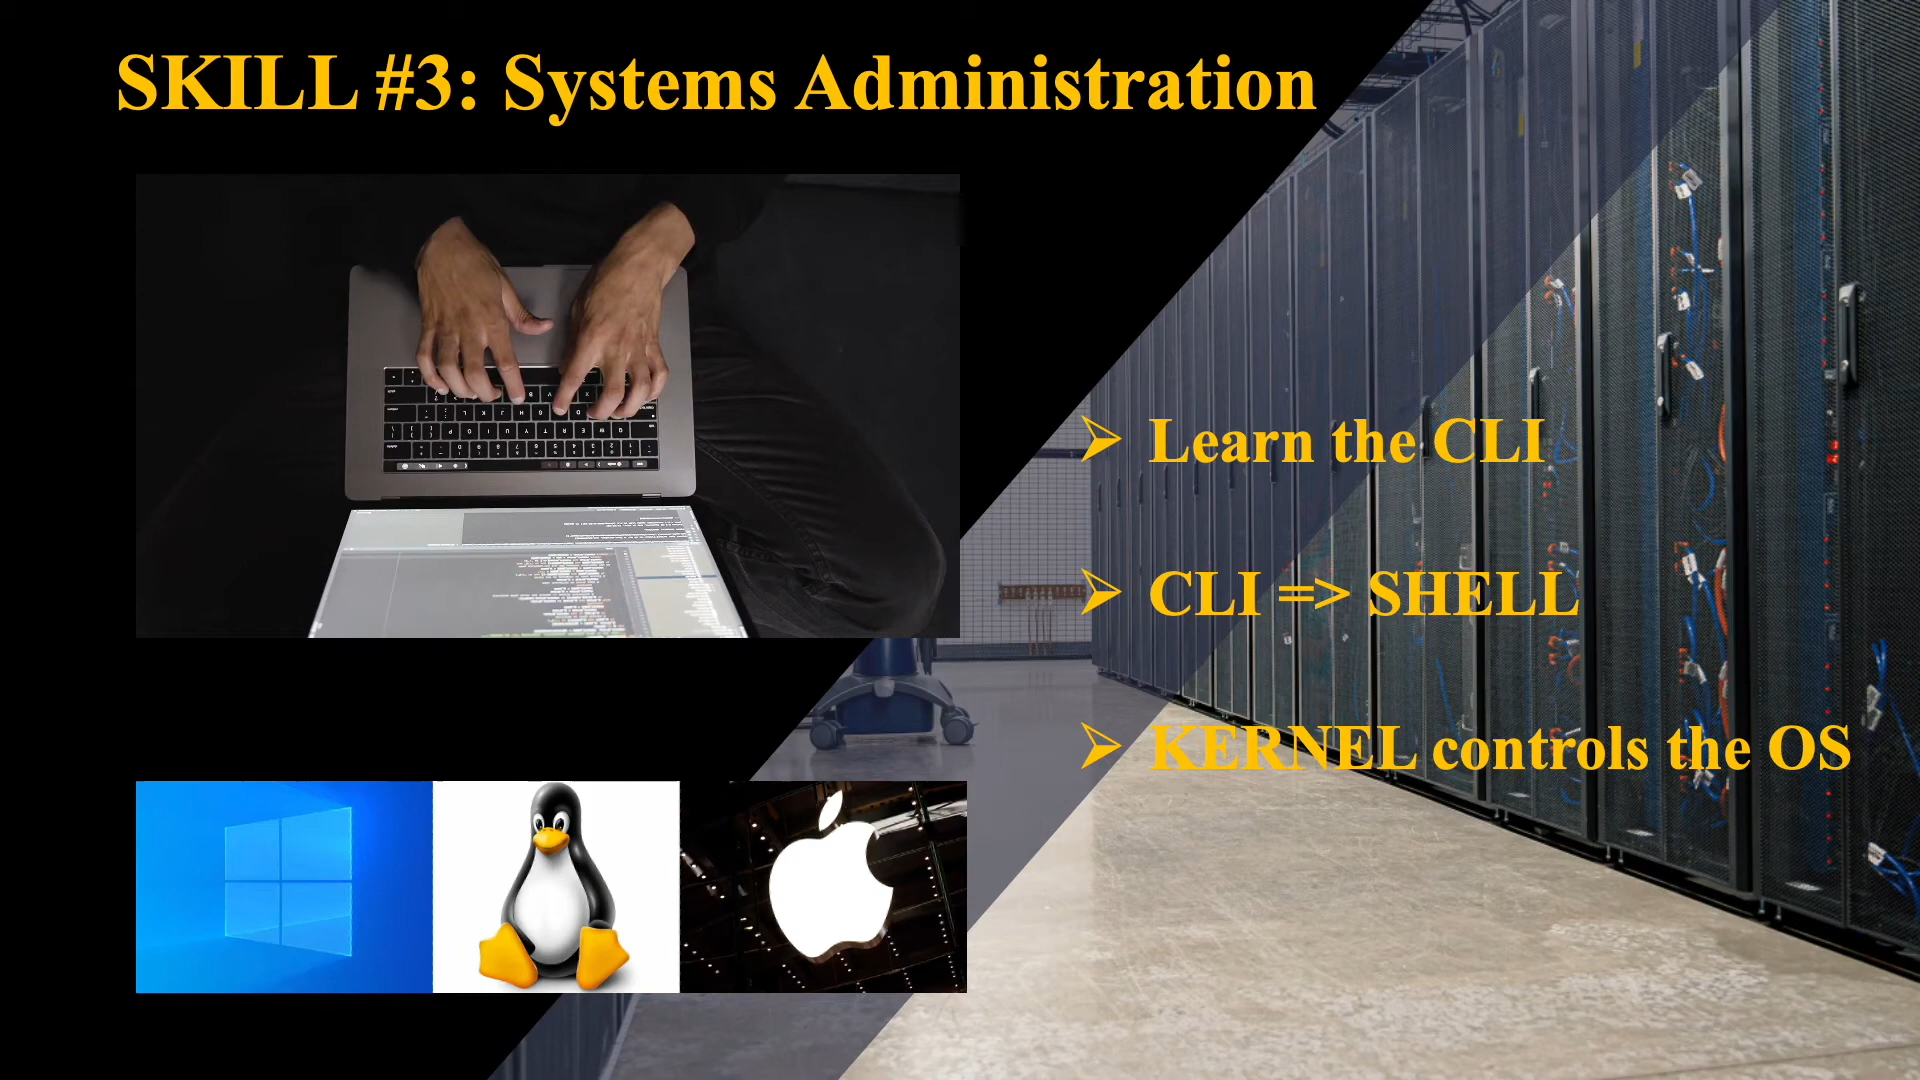 SKILL #3: Systems Administration
➢ Learn the CLI
➢ CLI => SHELL
➢ KERNEL controls the OS